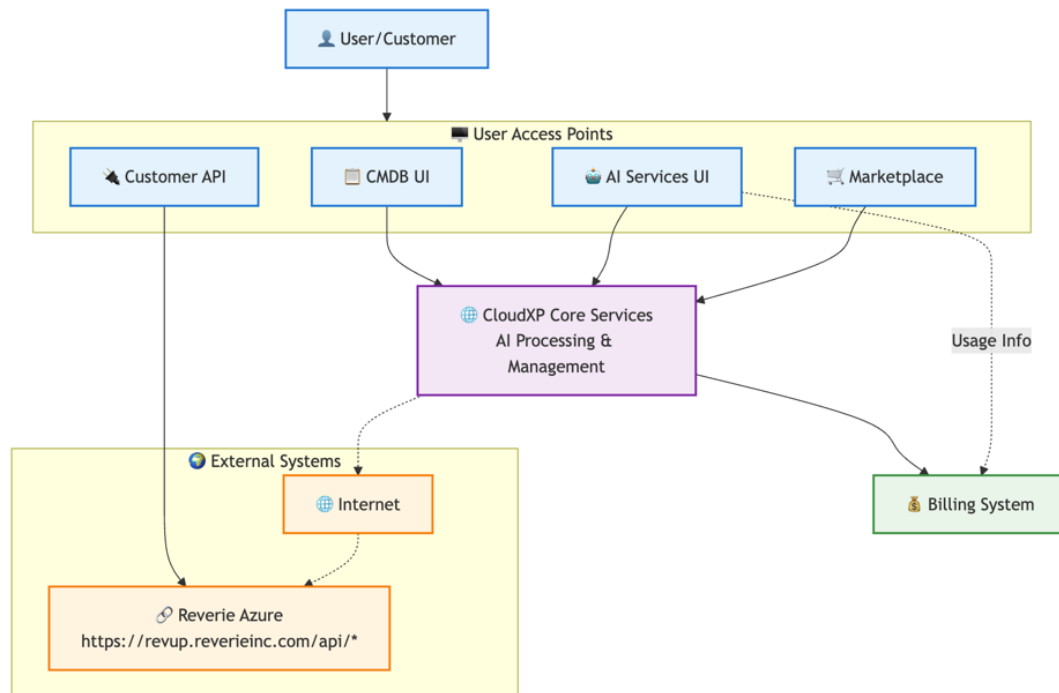 👤 User/Customer
🖥️ User Access Points
🔌 Customer API
📋 CMDB UI
🤖 AI Services UI
🛒 Marketplace
🌐 CloudXP Core Services
AI Processing &
Management
Usage Info
🌍 External Systems
🌐 Internet
💰 Billing System
🔗 Reverie Azure
https://revup.reverieinc.com/api/*